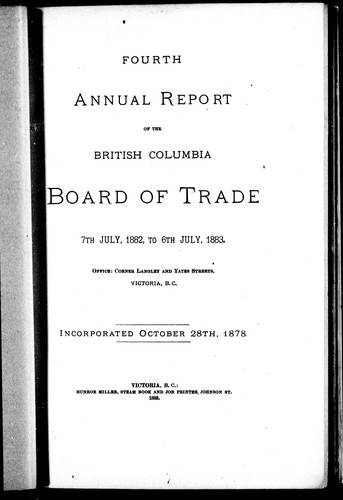 FOURTH
ANNUAL REPORT
OF THE
BRITISH COLUMBIA
BOARD OF TRADE
7TH JULY, 1882, TO 6TH JULY, 1883.
OFFICE: CORNER LANGLEY AND YATES STREETS,
VICTORIA, B.C.
INCORPORATED OCTOBER 28TH, 1878.
VICTORIA, B.C.:
MUNROE MILLER, STEAM BOOK AND JOB PRINTER, JOHNSON ST.
1883.